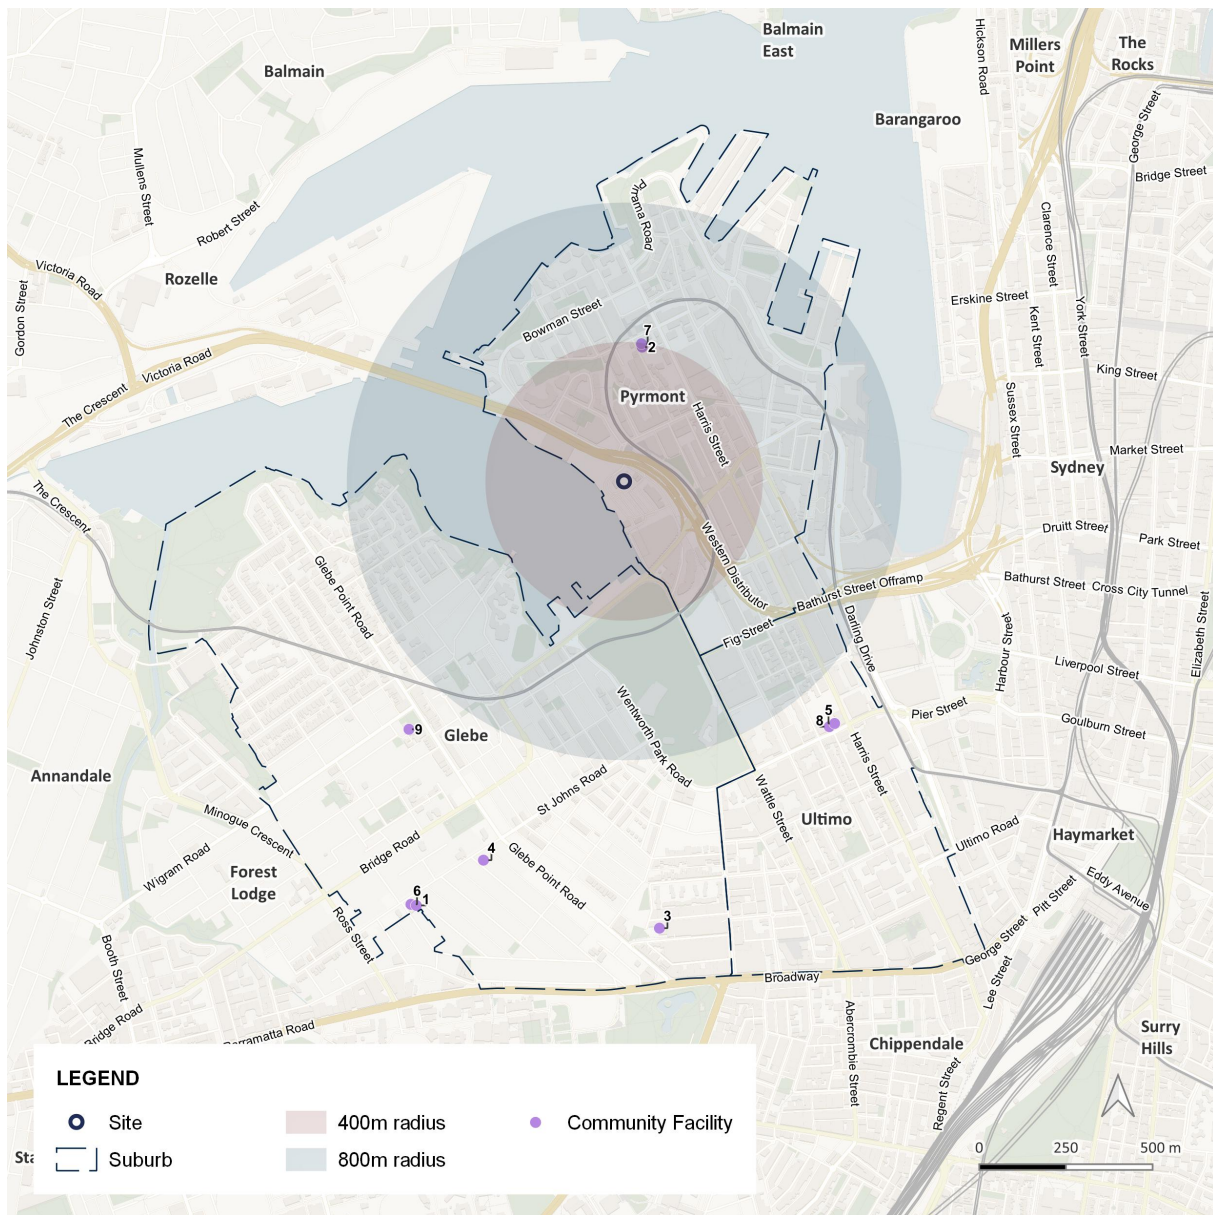 Balmain
East
Millers
Point
The
Rocks
Balmain
Hickson Road
Barangaroo
George Street
Mullens Street
Bridge Street
Pirrama Road
Robert Street
Clarence Street
Victoria Road
Rozelle
Gordon Street
Erskine Street
Bowman Street
Kent Street
York Street
7
2
Victoria Road
King Street
The Crescent
Pyrmont
Sussex Street
Harris Street
Market Street
Sydney
The Crescent
Druitt Street
Park Street
Western Distributor
Glebe Point Road
Bathurst Street Offramp
Bathurst Street
Cross City Tunnel
Johnston Street
Fig Street
Darling Drive
Harbour Street
Elizabeth Street
Liverpool Street
Wentworth Park Road
Pier Street
5
8
Goulburn Street
9
Glebe
Annandale
Harris Street
St Johns Road
Wattle Street
Ultimo
Minogue Crescent
Ultimo Road
Haymarket
Bridge Road
4
Wigram Road
Forest
Lodge
Glebe Point Road
Eddy Avenue
Pitt Street
6
1
3
Ross Street
George Street
Booth Street
Broadway
Lee Street
Bridge Road
Parramatta Road
Abercrombie Street
Chippendale
Surry
Hills
Regent Street
LEGEND
Site
400m radius
Community Facility
Suburb
800m radius
Sta
0 250 500 m